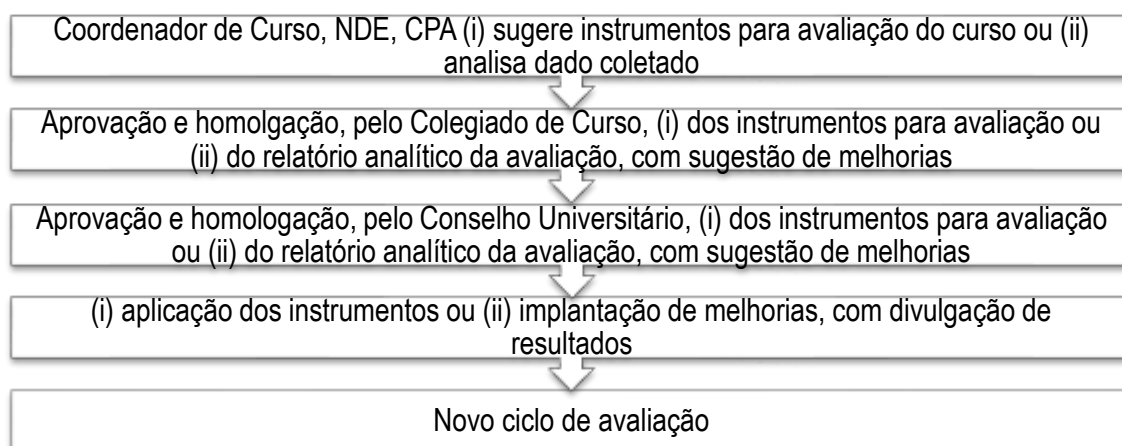 Coordenador de Curso, NDE, CPA (i) sugere instrumentos para avaliação do curso ou (ii)
analisa dado coletado
Aprovação e homolgação, pelo Colegiado de Curso, (i) dos instrumentos para avaliação ou
(ii) do relatório analítico da avaliação, com sugestão de melhorias
Aprovação e homologação, pelo Conselho Universitário, (i) dos instrumentos para avaliação
ou (ii) do relatório analítico da avaliação, com sugestão de melhorias
(i) aplicação dos instrumentos ou (ii) implantação de melhorias, com divulgação de
resultados
Novo ciclo de avaliação